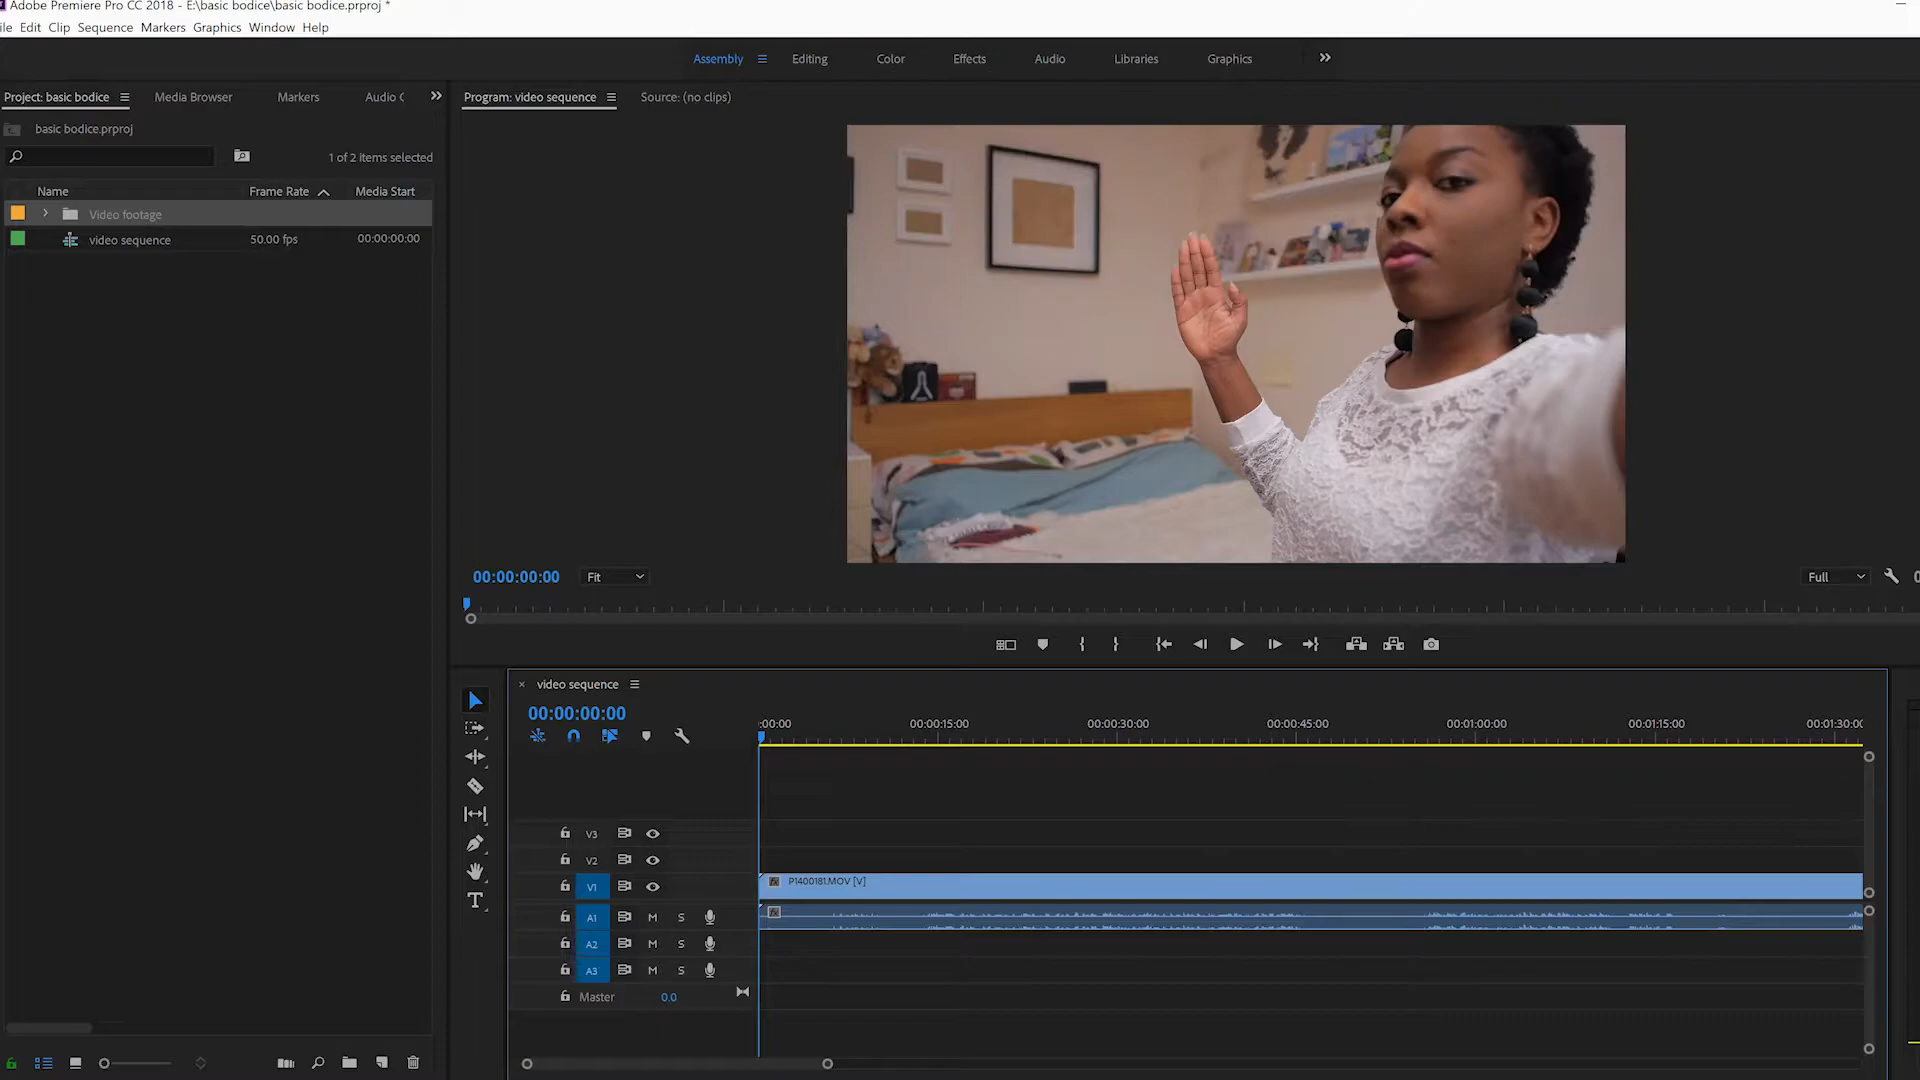 Adobe Premiere Pro CC 2018 - E:\basic bodice\basic bodice.prproj *
ile Edit Clip Sequence Markers Graphics Window Help
Assembly Editing Color Effects Audio Libraries Graphics
Project: basic bodice Media Browser Markers Audio C
Program: video sequence Source: (no clips)
basic bodice.prproj
1 of 2 items selected
Name Frame Rate Media Start
Video footage
video sequence 50.00 fps 00:00:00:00
00:00:00:00 Fit Full 0
video sequence
00:00:00:00
:00:00 00:00:15:00 00:00:30:00 00:00:45:00 00:01:00:00 00:01:15:00 00:01:30:00
V3
V2
V1 fx P1400181.MOV [V]
A1 M S fx
A2 M S
A3 M S
Master 0.0
T